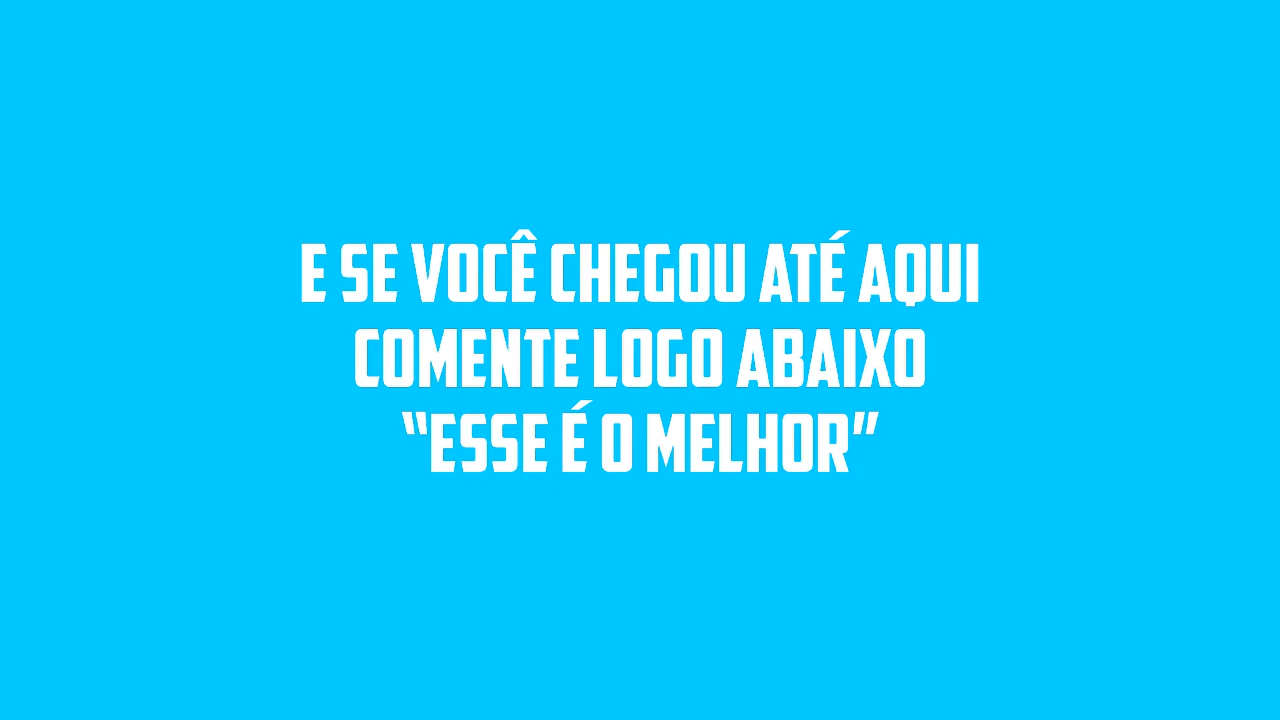 E SE VOCÊ CHEGOU ATÉ AQUI
COMENTE LOGO ABAIXO
“ESSE É O MELHOR”